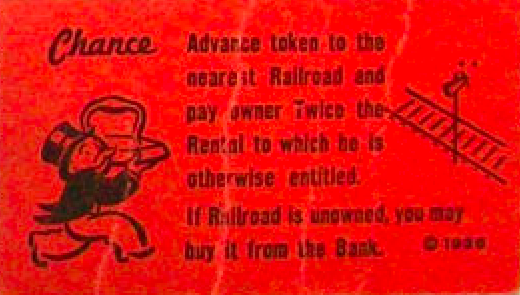 Chance
Advance token to the
nearest Railroad and
pay owner Twice the
Rental to which he is
otherwise entitled.
If Railroad is unowned, you may
buy it from the Bank.
©1936